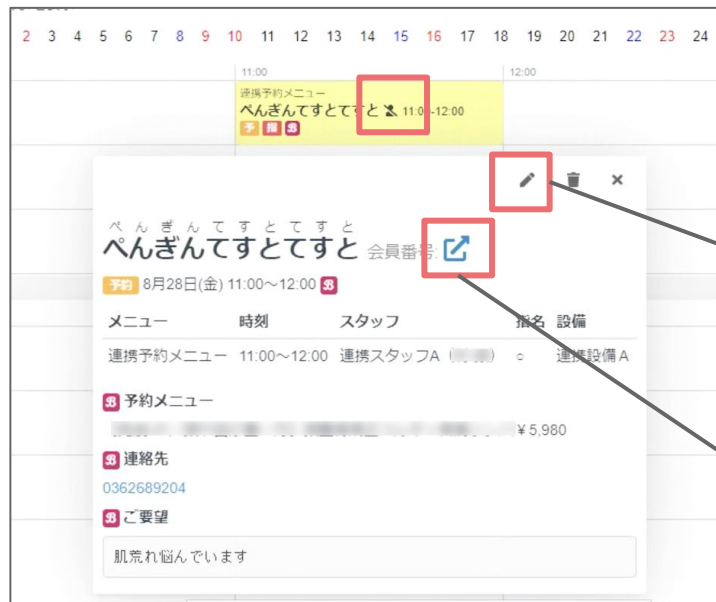 2 3 4 5 6 7 8 9 10 11 12 13 14 15 16 17 18 19 20 21 22 23 24
11:00 12:00
連携予約メニュー
ぺんぎんてすとてすと 11:00-12:00
予 指 B
ぺんぎんてすとてすと
ぺんぎんてすとてすと 会員番号:
予約 8月28日(金) 11:00～12:00 B
メニュー 時刻 スタッフ 指名 設備
連携予約メニュー 11:00～12:00 連携スタッフA ○ 連携設備A
B 予約メニュー
¥5,980
B 連絡先
0362689204
B ご要望
肌荒れ悩んでいます